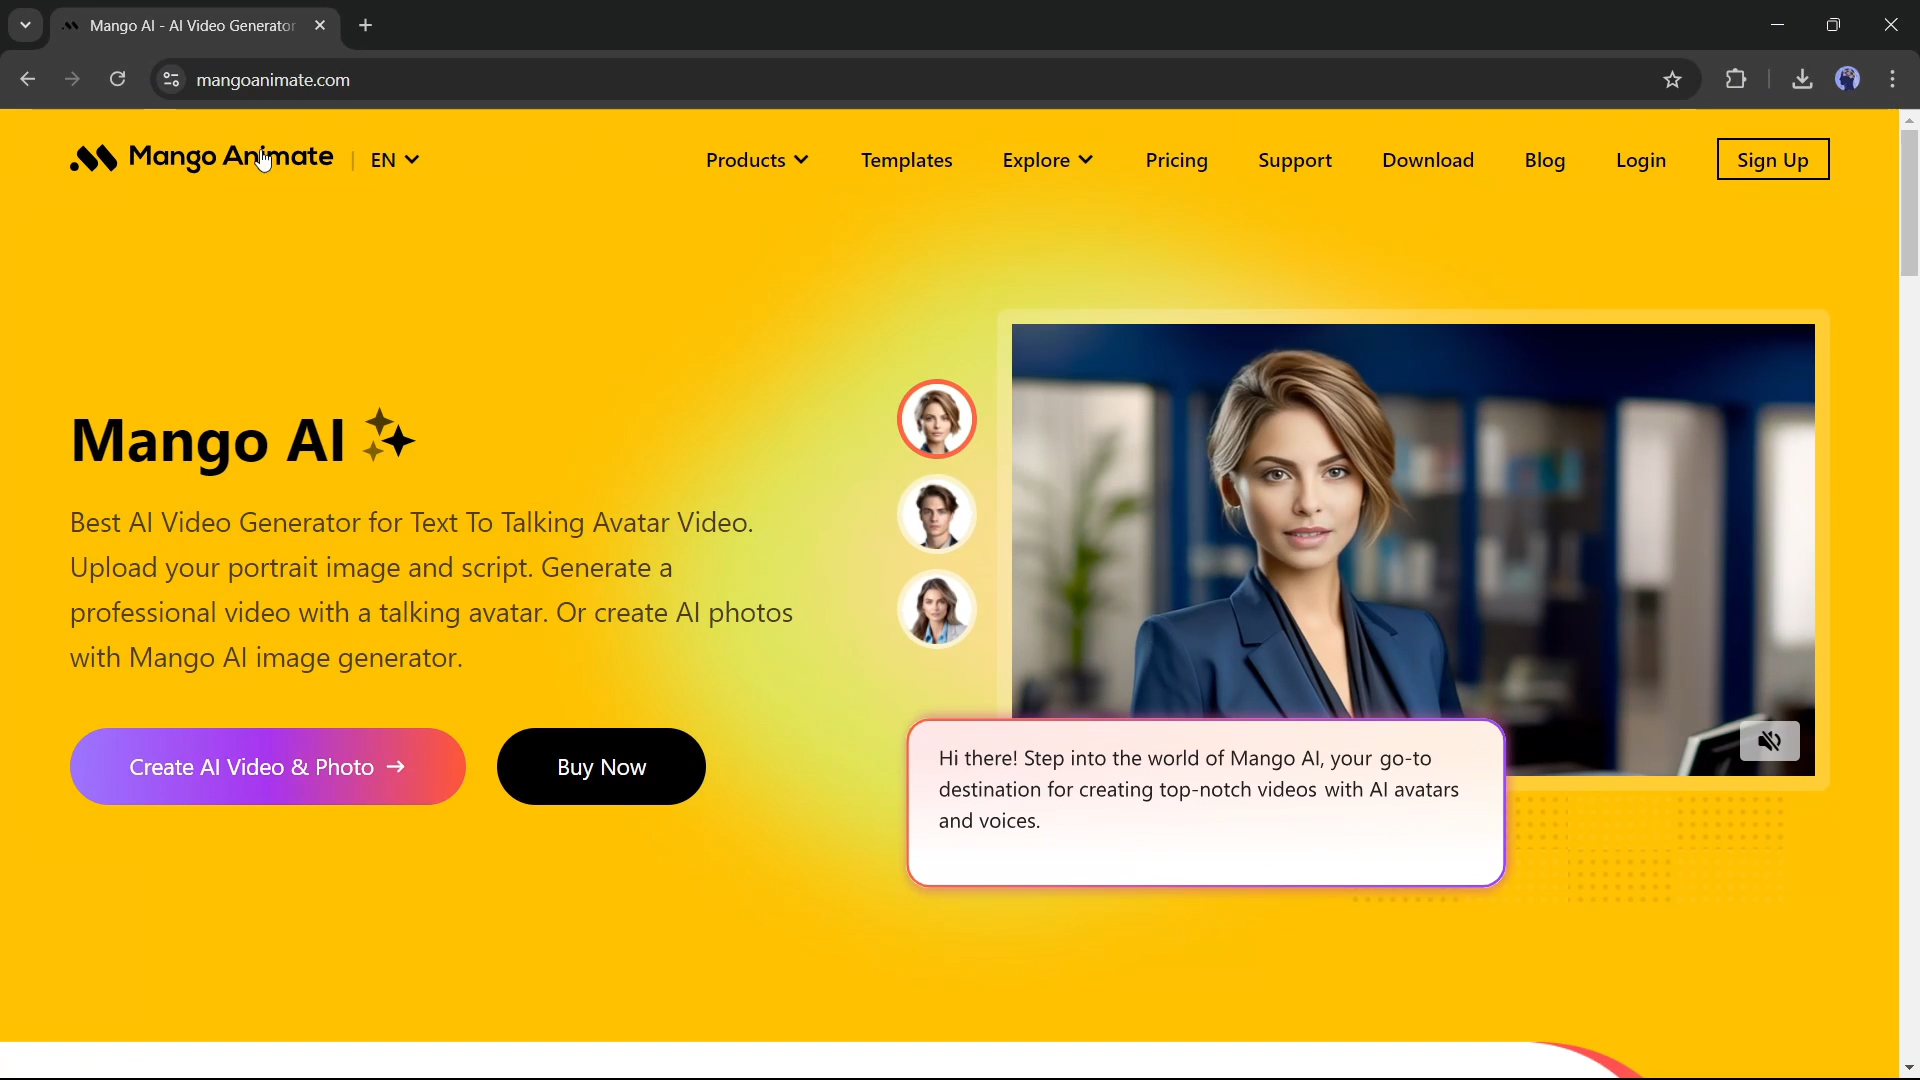 Mango AI - AI Video Generator
mangoanimate.com
Mango Animate
EN
Products
Templates
Explore
Pricing
Support
Download
Blog
Login
Sign Up
Mango AI
Best AI Video Generator for Text To Talking Avatar Video.
Upload your portrait image and script. Generate a
professional video with a talking avatar. Or create AI photos
with Mango AI image generator.
Create AI Video & Photo →
Buy Now
Hi there! Step into the world of Mango AI, your go-to
destination for creating top-notch videos with AI avatars
and voices.